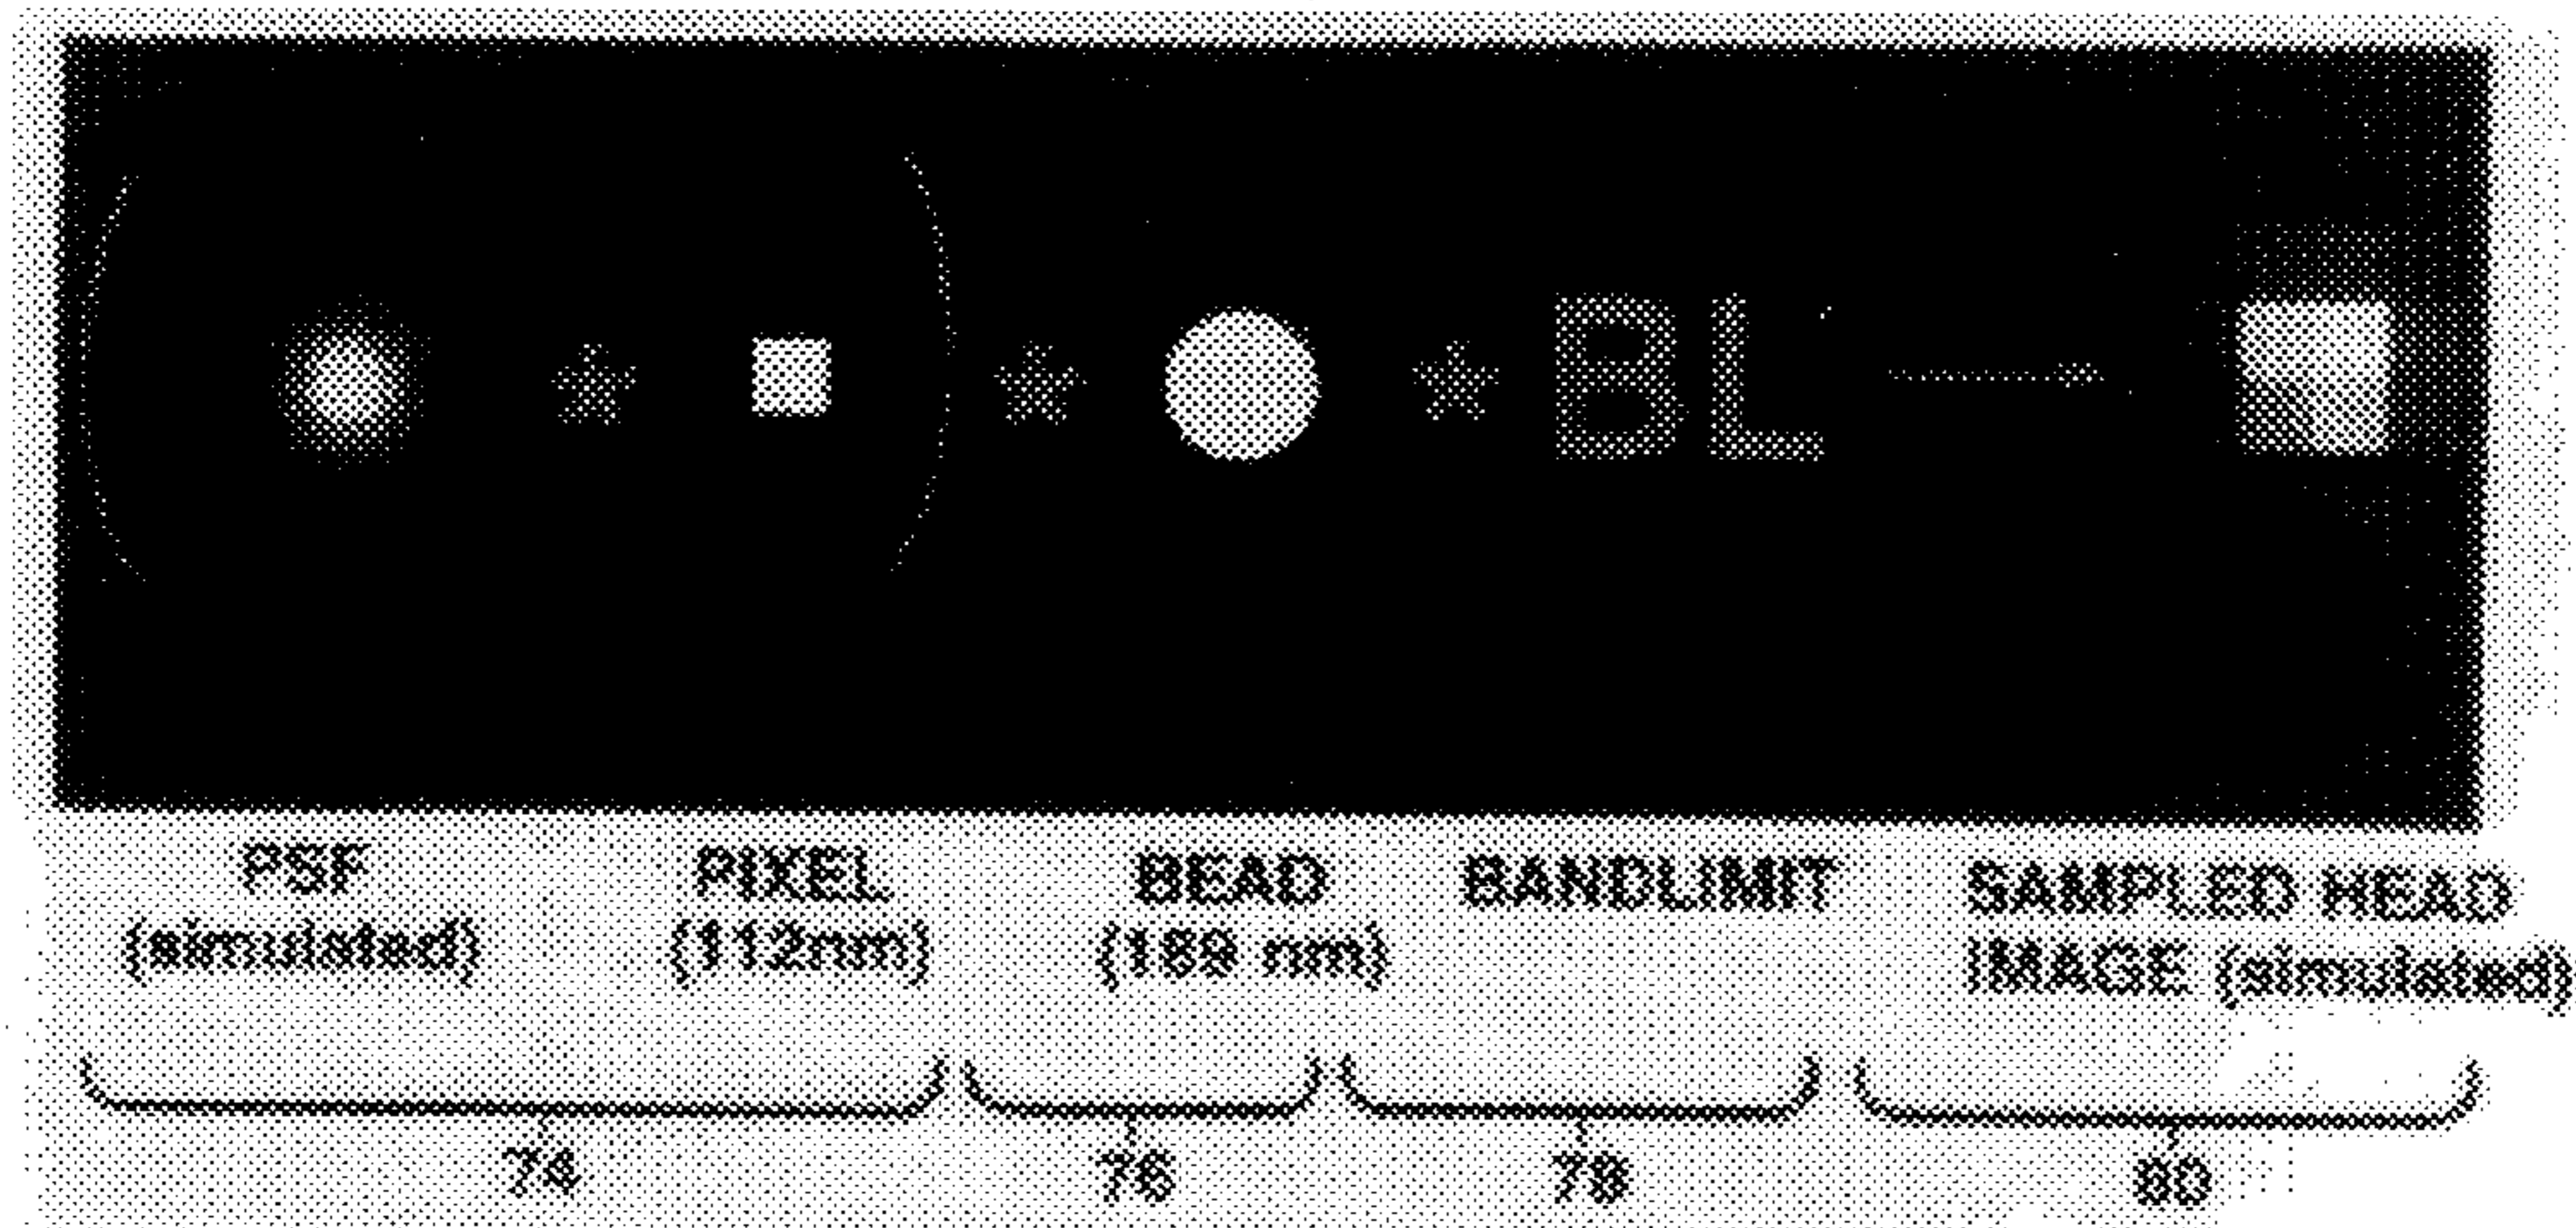 BL
PSF
(simulated)
PIXEL
(112nm)
BEAD
(189 nm)
BANDLIMIT
SAMPLED HEAD
IMAGE (simulated)
74
76
78
80